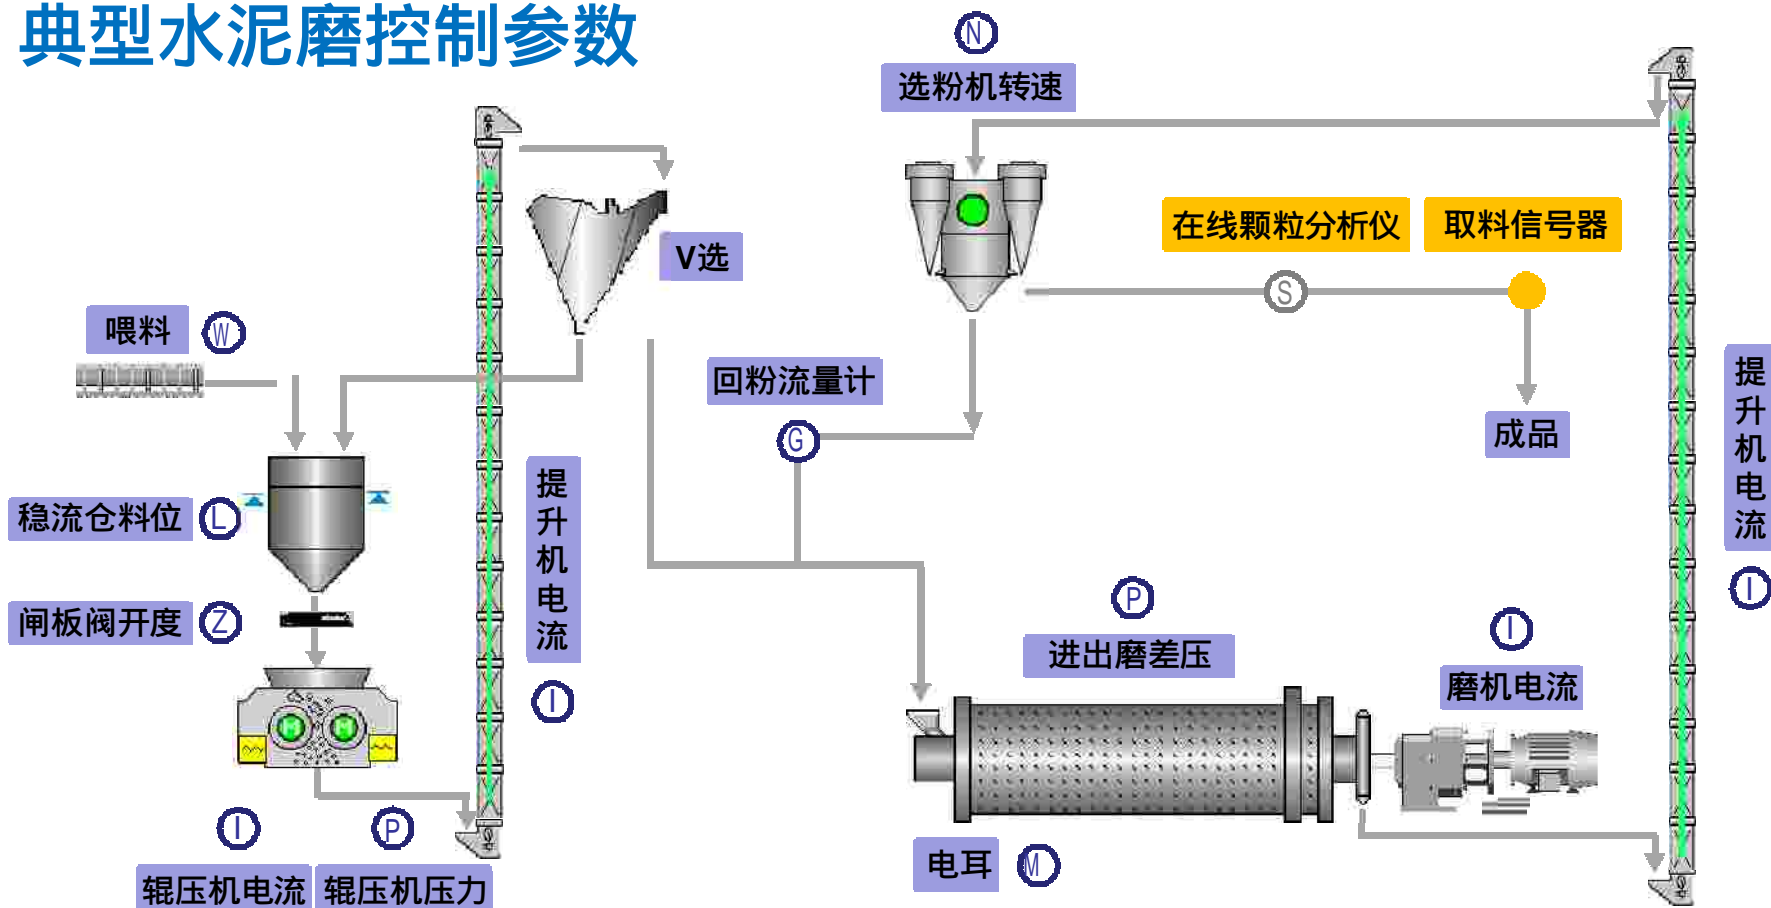 典型水泥磨控制参数
N
选粉机转速
V选
在线颗粒分析仪
取料信号器
S
喂料
W
回粉流量计
G
成品
提升机电流
I
稳流仓料位
L
提升机电流
I
闸板阀开度
Z
P
进出磨差压
I
磨机电流
M
M
I
P
电耳
M
辊压机电流
辊压机压力